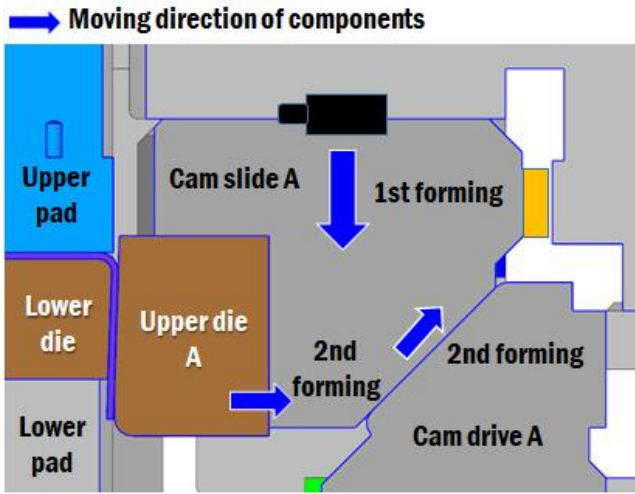 Moving direction of components
Upper
pad
Cam slide A
1st forming
Lower
die
Upper die
A
2nd
forming
2nd forming
Lower
pad
Cam drive A